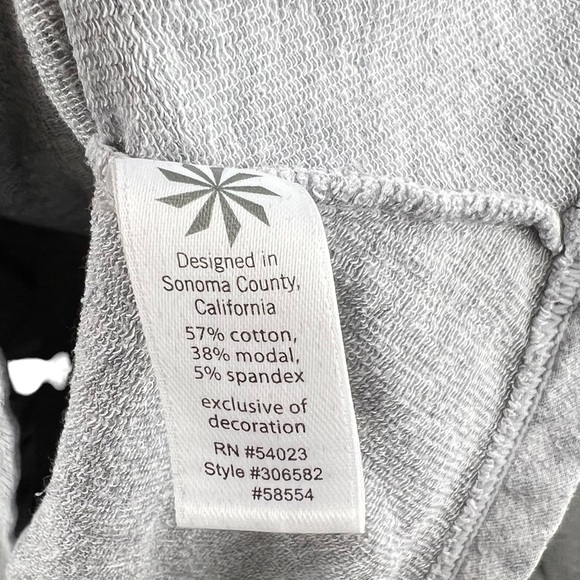 Designed in
Sonoma County,
California
57% cotton,
38% modal,
5% spandex
exclusive of
decoration
RN #54023
Style #306582
#58554